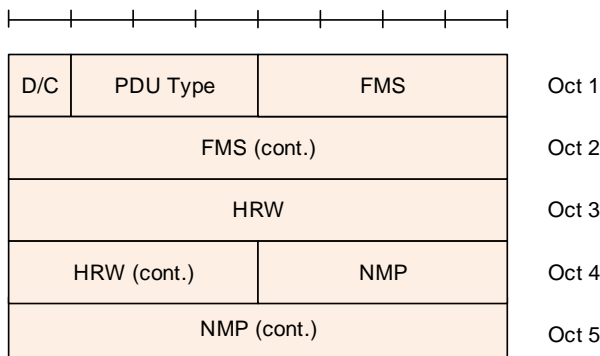 D/C PDU Type FMS Oct 1
FMS (cont.) Oct 2
HRW Oct 3
HRW (cont.) NMP Oct 4
NMP (cont.) Oct 5